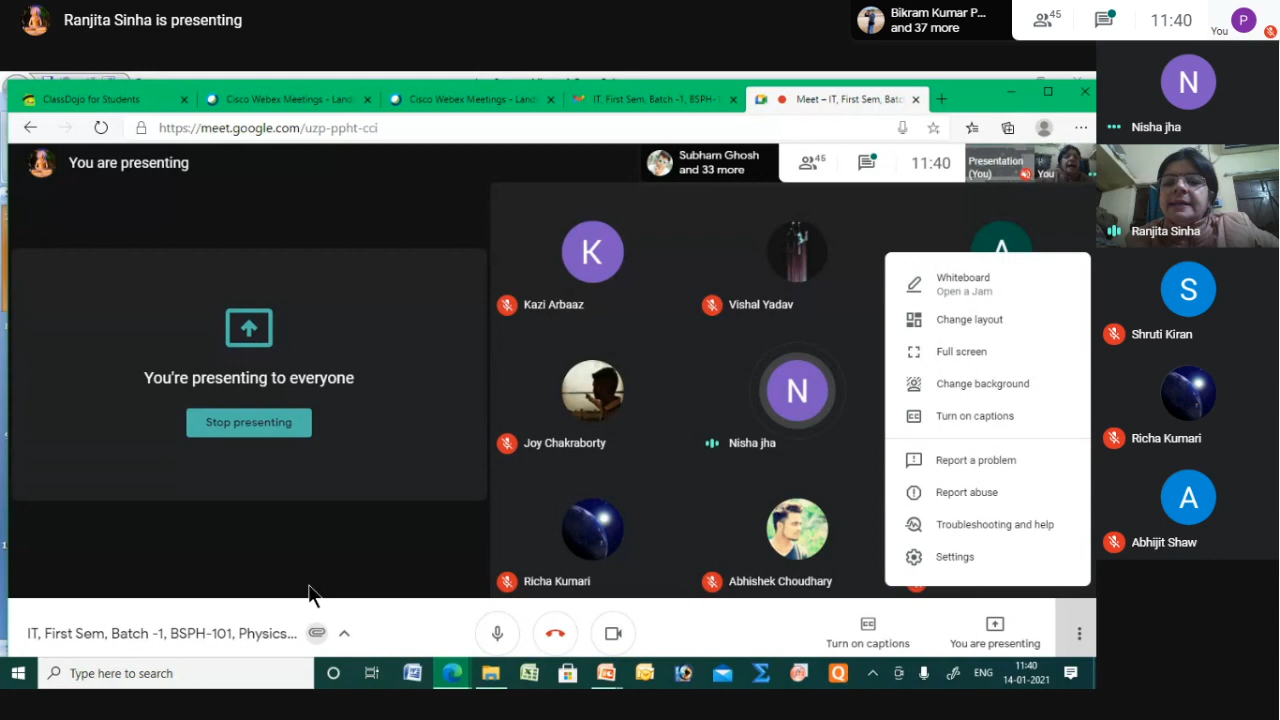 Ranjita Sinha is presenting
Bikram Kumar P...
and 37 more
45
11:40
You
P
ClassDojo for Students
Cisco Webex Meetings - Land
Cisco Webex Meetings - Land
IT, First Sem, Batch -1, BSPH-
Meet – IT, First Sem, Batc
https://meet.google.com/uzp-ppht-cci
You are presenting
Subham Ghosh
and 33 more
45
11:40
Presentation
(You)
You
N
Nisha jha
Ranjita Sinha
S
Shruti Kiran
Richa Kumari
A
Abhijit Shaw
K
Kazi Arbaaz
Vishal Yadav
A
You're presenting to everyone
Stop presenting
Joy Chakraborty
N
Nisha jha
Richa Kumari
Abhishek Choudhary
Whiteboard
Open a Jam
Change layout
Full screen
Change background
Turn on captions
Report a problem
Report abuse
Troubleshooting and help
Settings
IT, First Sem, Batch -1, BSPH-101, Physics...
Turn on captions
You are presenting
Type here to search
ENG
11:40
14-01-2021